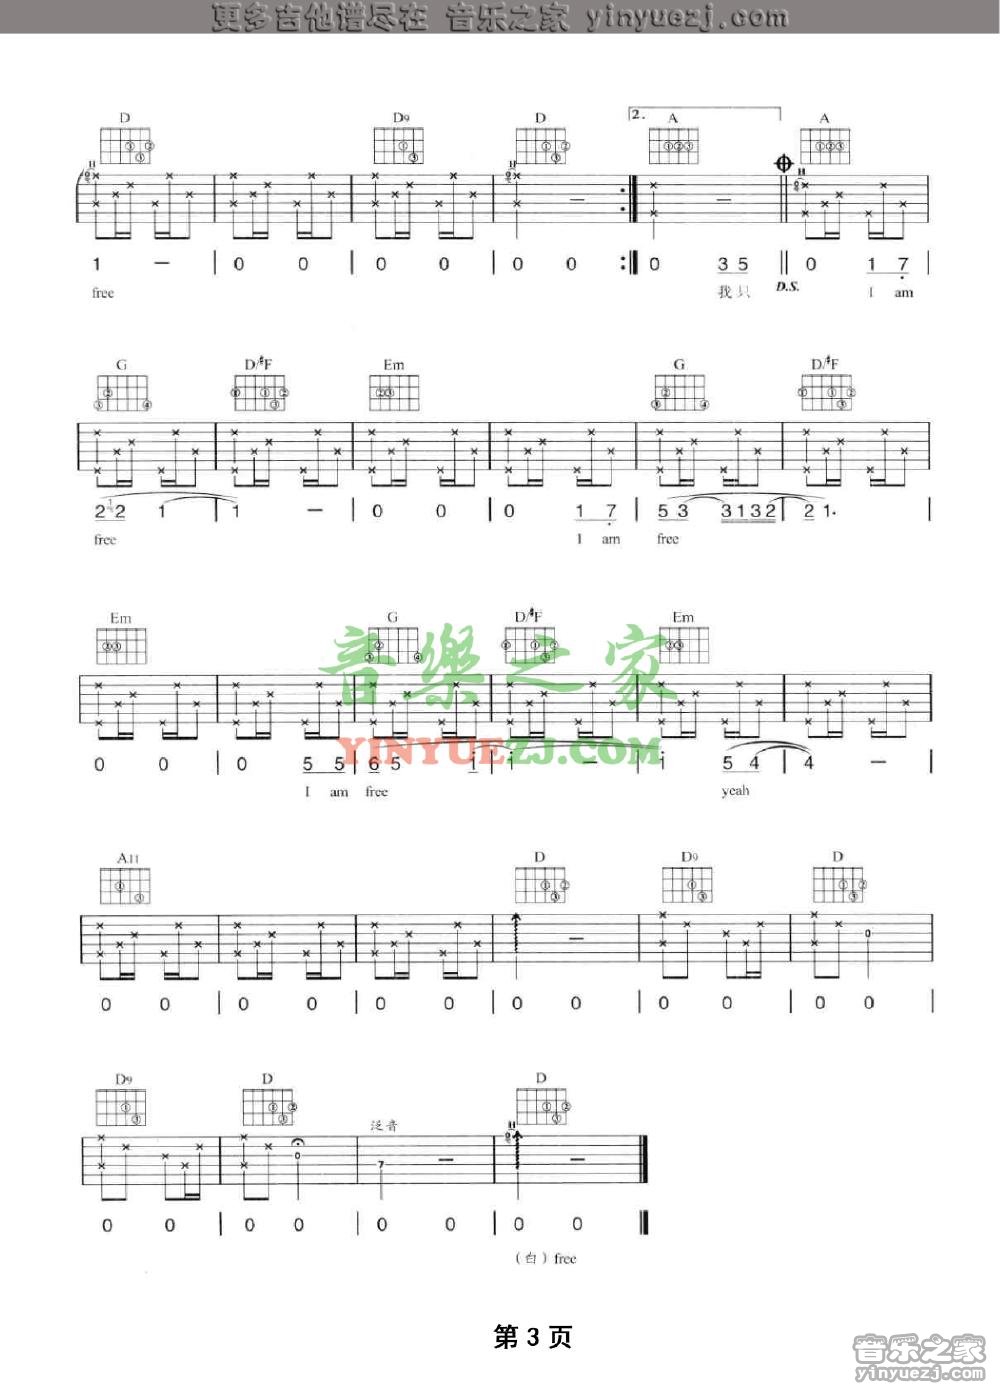 更多吉他谱尽在 音乐之家 yinyuezj.com
D D9 D 2. A A
H H H
1 — | 0 0 | 0 0 | 0 0 :‖ 0 3 5 ‖ 0 1 7 |
free 我只 D.S. I am
G D/#F Em G D/#F
2 2 1 | 1 — | 0 0 | 0 1 7 | 5 3 3 1 3 2 | 2 1. |
free I am free
Em G D/#F Em
音樂之家
YINYUEZJ.COM
0 0 | 0 5 5 | 6 5 i | i — | i 5 4 | 4 — |
I am free yeah
A11 D D9 D
0 0 | 0 0 | 0 0 | 0 0 | 0 0 | 0 0 |
D9 D 泛音 D
H
7
0 0 | 0 0 | 0 0 | 0 0 ‖
（白）free
第 3 页
音乐之家
yinyuezj.com